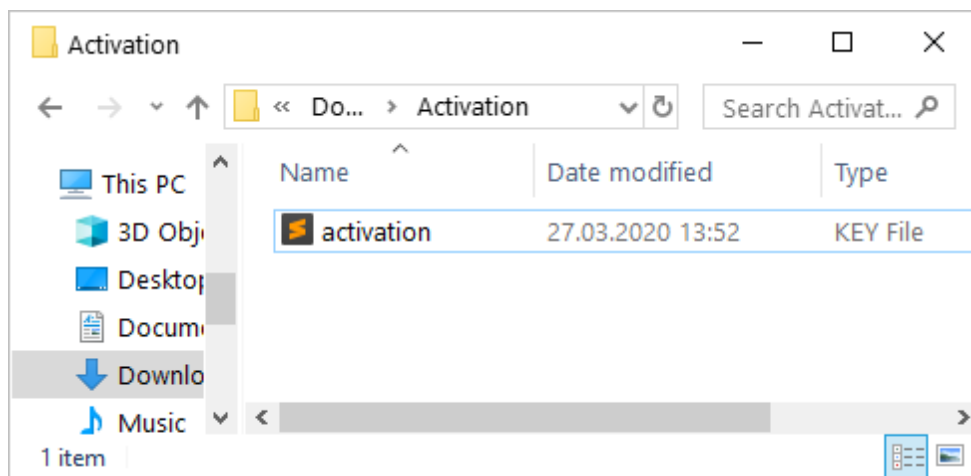 Activation
« Do... > Activation
Search Activat...
This PC
3D Obj
Desktop
Docum
Downlo
Music
Name
Date modified
Type
activation
27.03.2020 13:52
KEY File
1 item